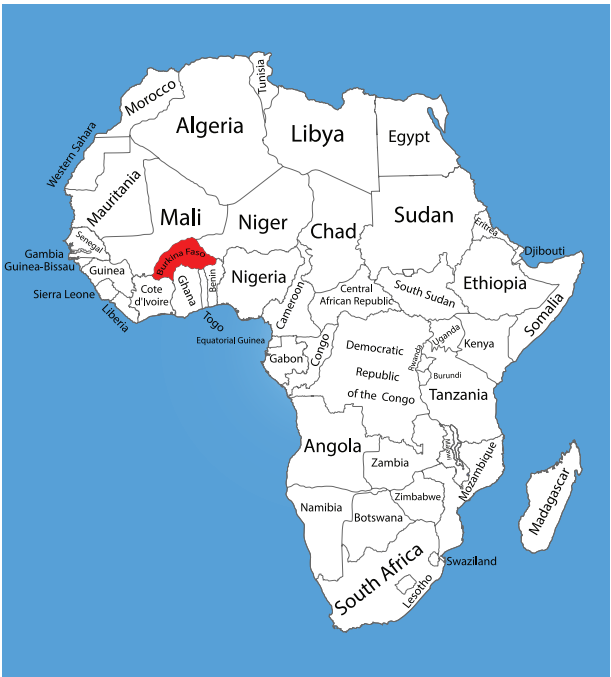 Tunisia
Morocco
Algeria
Libya
Egypt
Western Sahara
Mauritania
Mali
Niger
Chad
Sudan
Eritrea
Djibouti
Senegal
Gambia
Guinea-Bissau
Guinea
Burkina Faso
Sierra Leone
Liberia
Cote
d'Ivoire
Ghana
Togo
Benin
Nigeria
Cameroon
Central
African Republic
South Sudan
Ethiopia
Somalia
Equatorial Guinea
Gabon
Congo
Democratic
Republic
of the Congo
Uganda
Kenya
Rwanda
Burundi
Tanzania
Angola
Zambia
Malawi
Mozambique
Madagascar
Namibia
Botswana
Zimbabwe
South Africa
Swaziland
Lesotho